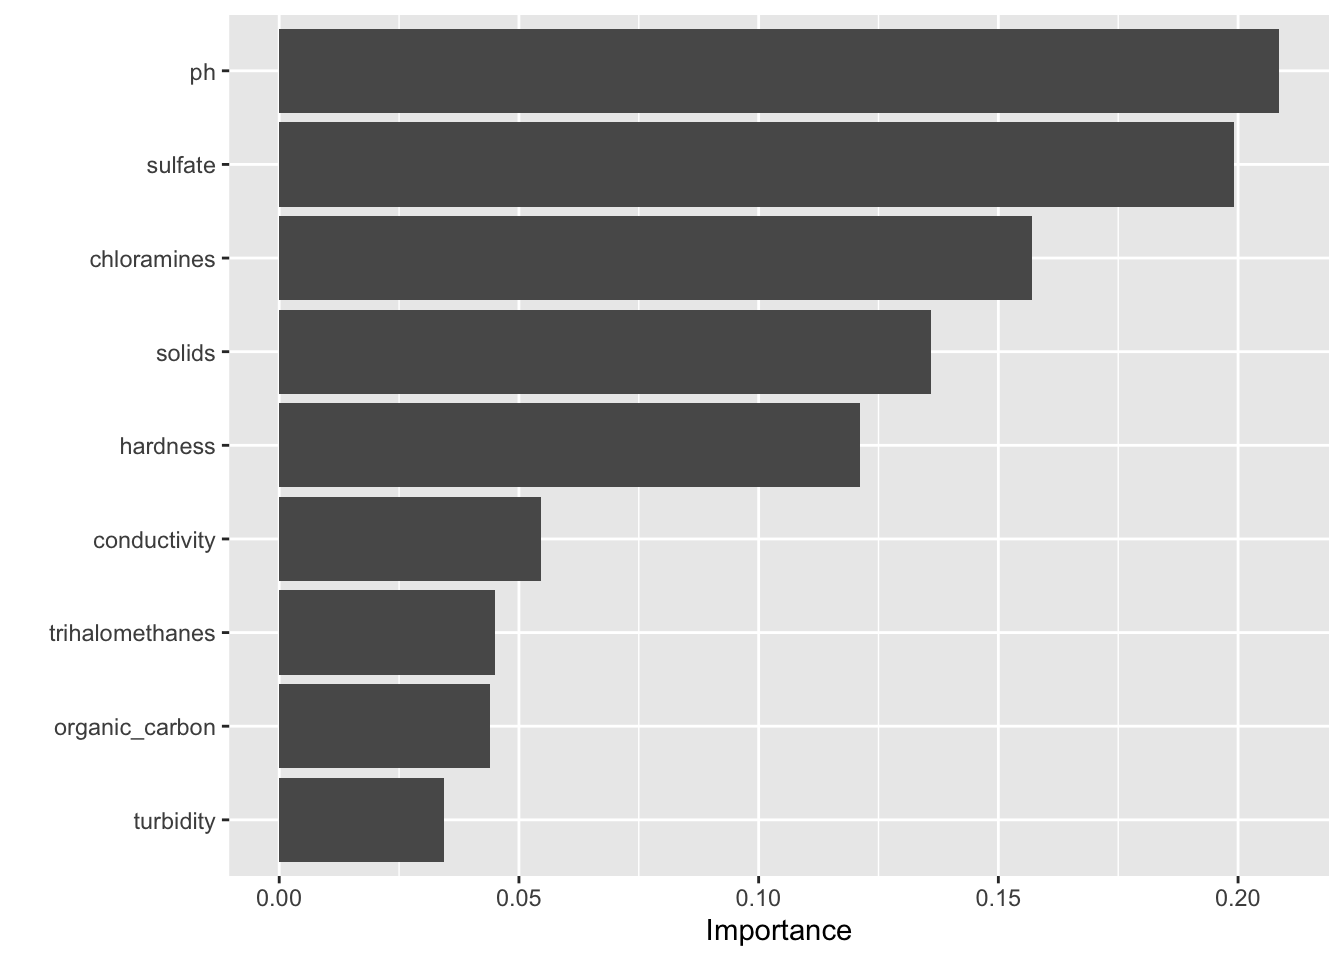 ph
sulfate
chloramines
solids
hardness
conductivity
trihalomethanes
organic_carbon
turbidity
0.00 0.05 0.10 0.15 0.20
Importance